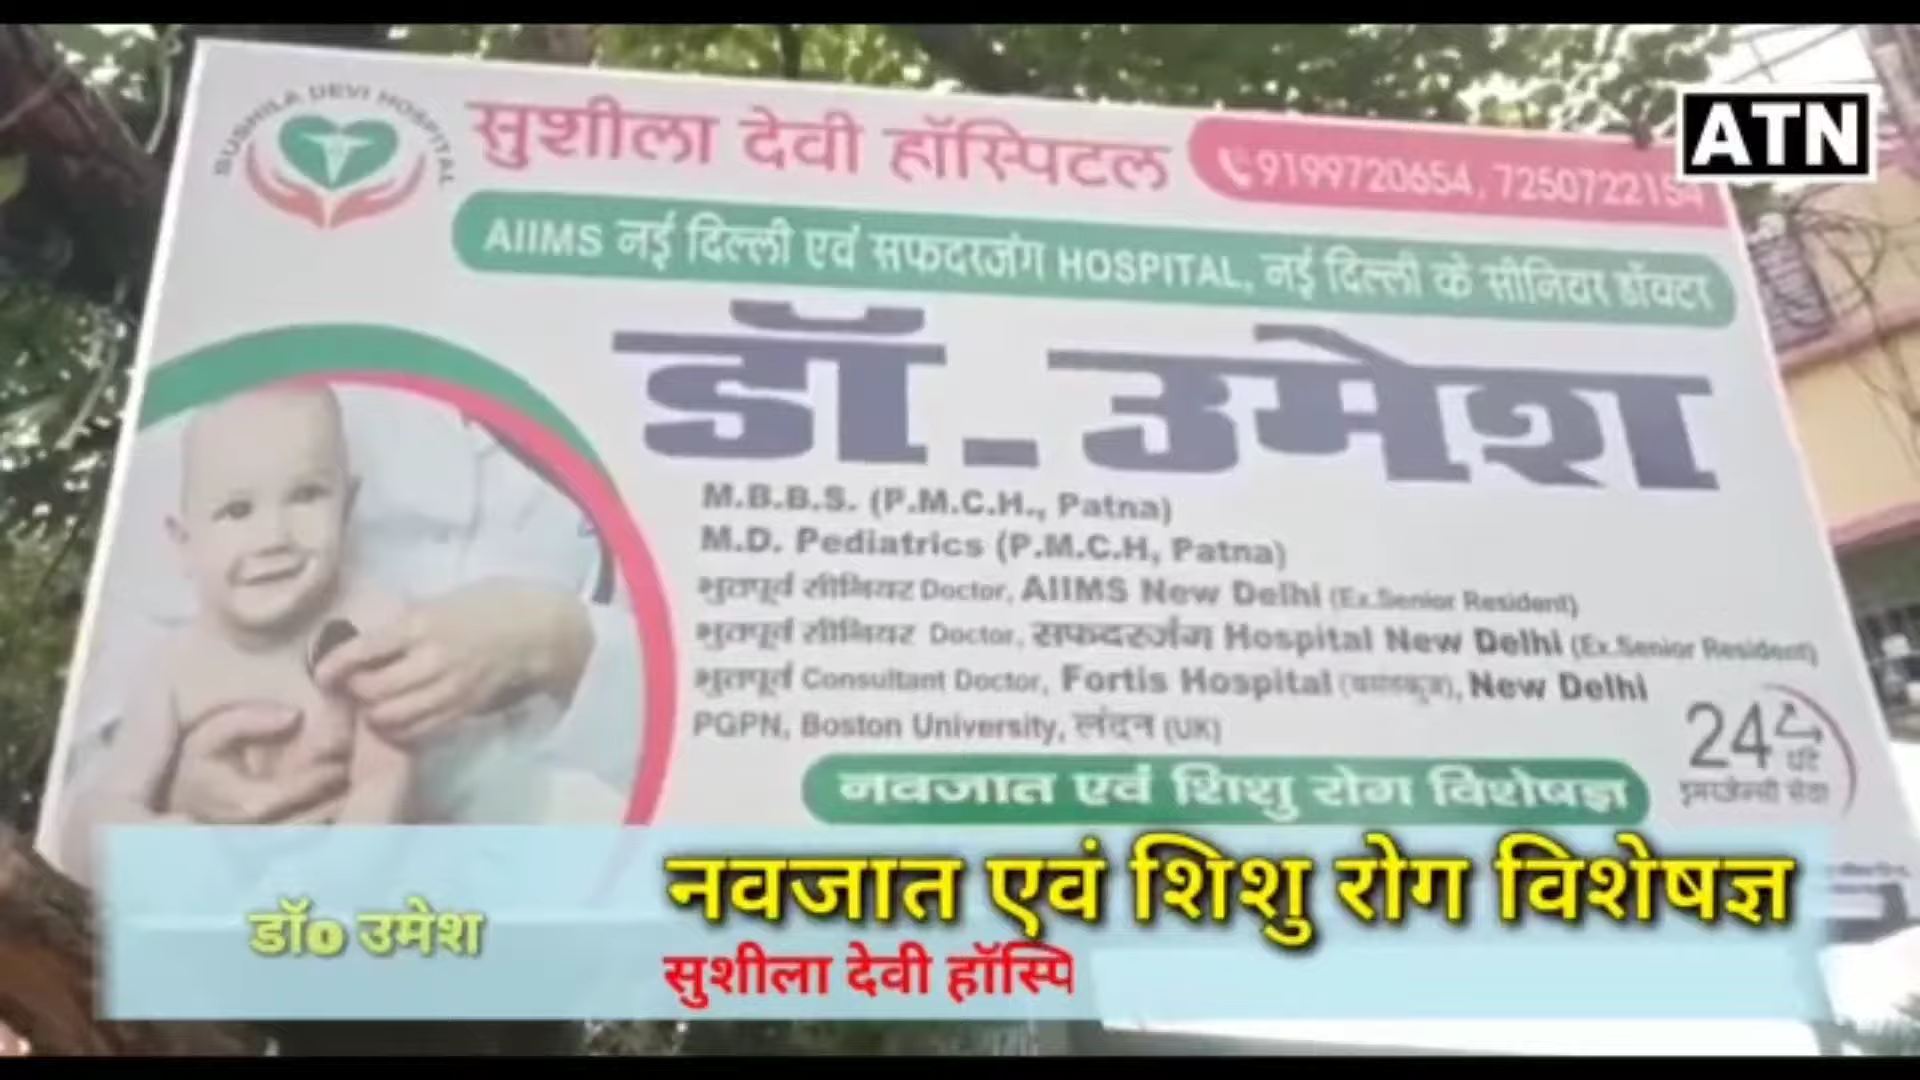 SUSHILA DEVI HOSPITAL
सुशीला देवी हॉस्पिटल
9199720654, 7250722154
ATN
AIIMS नई दिल्ली एवं सफदरजंग HOSPITAL, नई दिल्ली के सीनियर डॉक्टर
डॉ. उमेश
M.B.B.S. (P.M.C.H., Patna)
M.D. Pediatrics (P.M.C.H, Patna)
भुतपूर्व सीनियर Doctor, AIIMS New Delhi (Ex.Senior Resident)
भुतपूर्व सीनियर Doctor, सफदरजंग Hospital New Delhi (Ex.Senior Resident)
भुतपूर्व Consultant Doctor, Fortis Hospital New Delhi
PGPN, Boston University, लंदन (UK)
24 घंटे
इमरजेन्सी सेवा
नवजात एवं शिशु रोग विशेषज्ञ
डॉ० उमेश
नवजात एवं शिशु रोग विशेषज्ञ
सुशीला देवी हॉस्पि